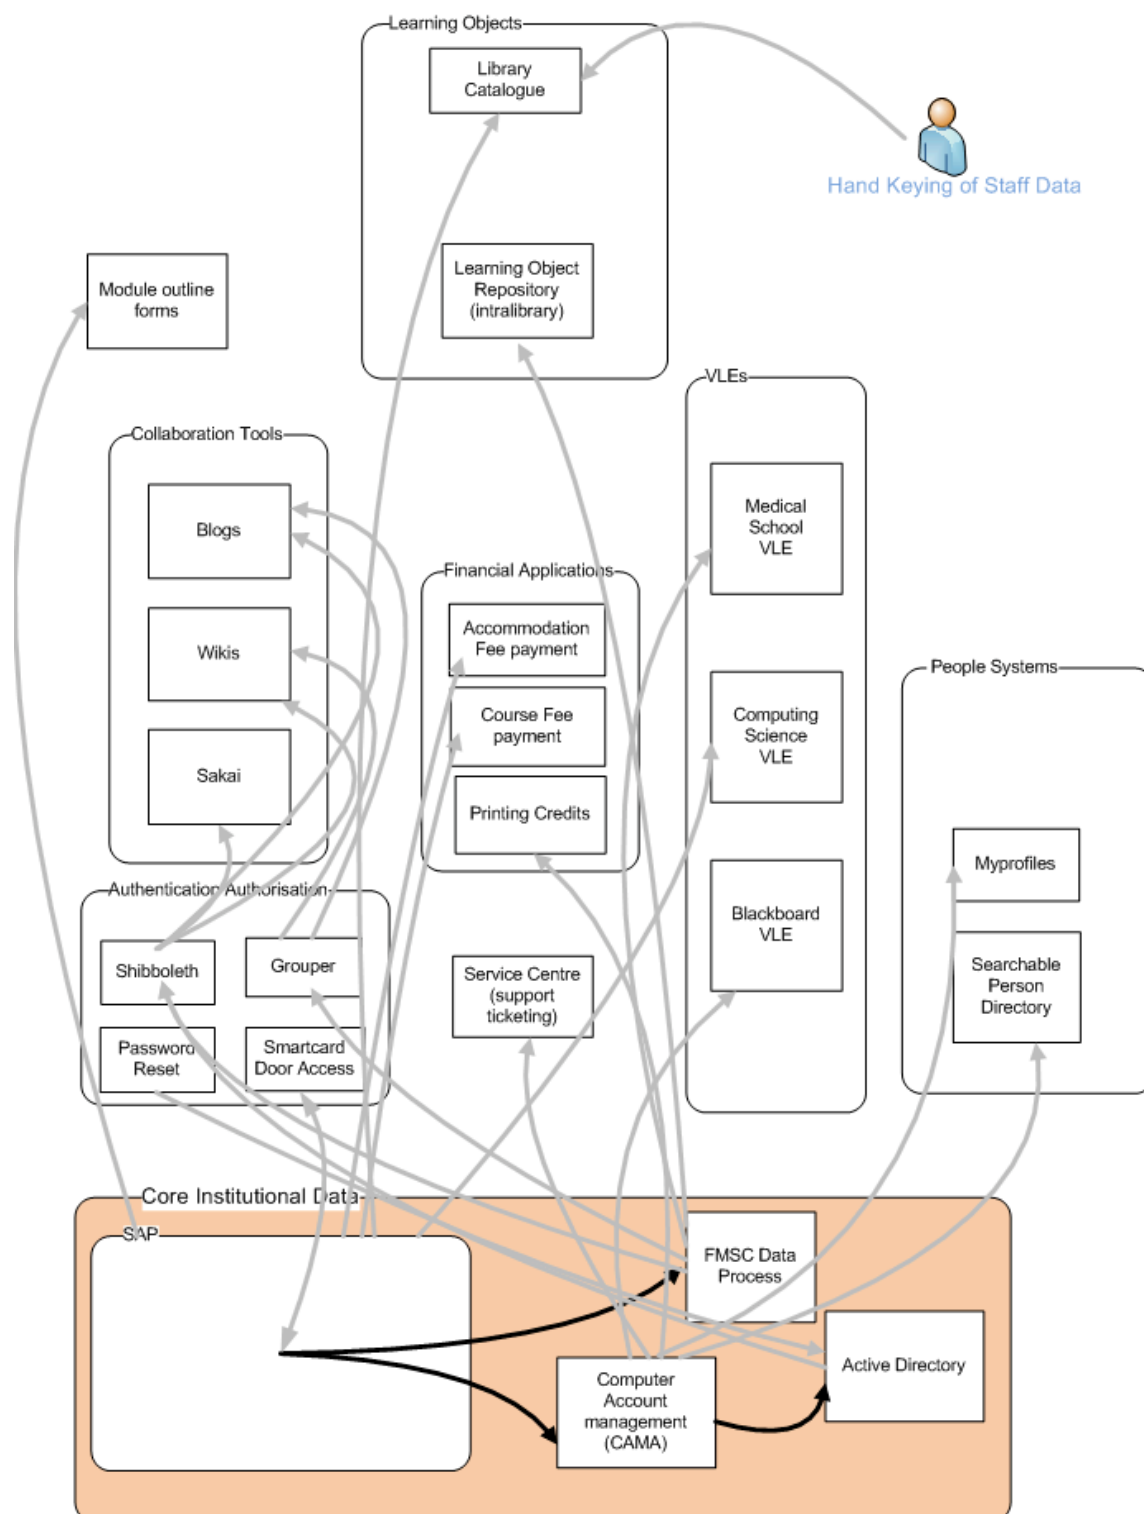 Learning Objects
Library
Catalogue
Hand Keying of Staff Data
Learning Object
Repository
(intralibrary)
Module outline
forms
VLEs
Collaboration Tools
Blogs
Wikis
Sakai
Financial Applications
Accommodation
Fee payment
Course Fee
payment
Printing Credits
Medical
School
VLE
Computing
Science
VLE
Blackboard
VLE
People Systems
Myprofiles
Searchable
Person
Directory
Authentication Authorisation
Shibboleth
Grouper
Password
Reset
Smartcard
Door Access
Service Centre
(support
ticketing)
Core Institutional Data
SAP
FMSC Data
Process
Active Directory
Computer
Account
management
(CAMA)